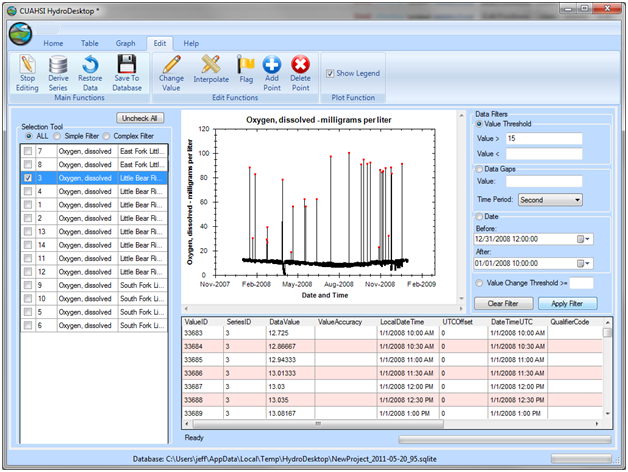 CUAHSI HydroDesktop *
Home Table Graph Edit Help
Stop Editing
Derive Series
Restore Data
Save To Database
Change Value
Interpolate
Flag
Add Point
Delete Point
Show Legend
Main Functions
Edit Functions
Plot Function
Uncheck All
Selection Tool
ALL Simple Filter Complex Filter
7 Oxygen, dissolved East Fork Littl...
8 Oxygen, dissolved East Fork Littl...
3 Oxygen, dissolved Little Bear Ri...
4 Oxygen, dissolved Little Bear Ri...
1 Oxygen, dissolved Little Bear Ri...
2 Oxygen, dissolved Little Bear Ri...
13 Oxygen, dissolved Little Bear Ri...
14 Oxygen, dissolved Little Bear Ri...
11 Oxygen, dissolved Little Bear Ri...
12 Oxygen, dissolved Little Bear Ri...
9 Oxygen, dissolved South Fork Li...
10 Oxygen, dissolved South Fork Li...
5 Oxygen, dissolved South Fork Li...
6 Oxygen, dissolved South Fork Li...
Oxygen, dissolved - milligrams per liter
Oxygen, dissolved - milligrams per liter
120
100
80
60
40
20
0
Nov-2007 Feb-2008 May-2008 Aug-2008 Nov-2008 Feb-2009
Date and Time
Data Filters
Value Threshold
Value > 15
Value <
Data Gaps
Value:
Time Period: Second
Date
Before:
12/31/2008 12:00:00
After:
01/01/2008 10:00:00
Value Change Threshold >=
Clear Filter Apply Filter
ValueID SeriesID DataValue ValueAccuracy LocalDateTime UTCOffset DateTimeUTC QualifierCode
33683 3 12.725 1/1/2008 10:00 AM 0 1/1/2008 10:00 AM
33684 3 12.86667 1/1/2008 10:30 AM 0 1/1/2008 10:30 AM
33685 3 12.94333 1/1/2008 11:00 AM 0 1/1/2008 11:00 AM
33686 3 13.01333 1/1/2008 11:30 AM 0 1/1/2008 11:30 AM
33687 3 13.03 1/1/2008 12:00 PM 0 1/1/2008 12:00 PM
33688 3 13.035 1/1/2008 12:30 PM 0 1/1/2008 12:30 PM
33689 3 13.08167 1/1/2008 1:00 PM 0 1/1/2008 1:00 PM
Ready
Database: C:\Users\jeff\AppData\Local\Temp\HydroDesktop\NewProject_2011-05-20_95.sqlite